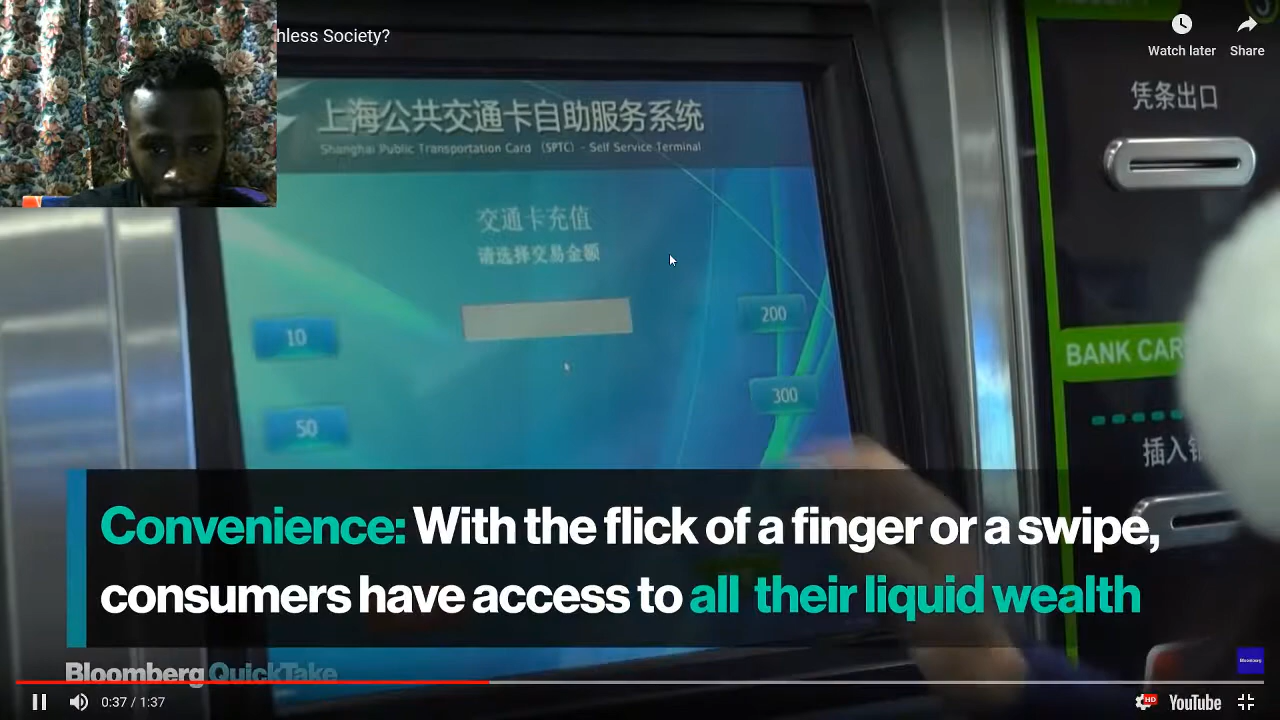 hless Society?
Watch later
Share
上海公共交通卡自助服务系统
Shanghai Public Transportation Card (SPTC) - Self Service Terminal
凭条出口
交通卡充值
请选择交易金额
10
200
BANK CAR
300
50
插入
Convenience: With the flick of a finger or a swipe,
consumers have access to all their liquid wealth
Bloomberg QuickTake
Bloomberg
0:37 / 1:37
HD
YouTube